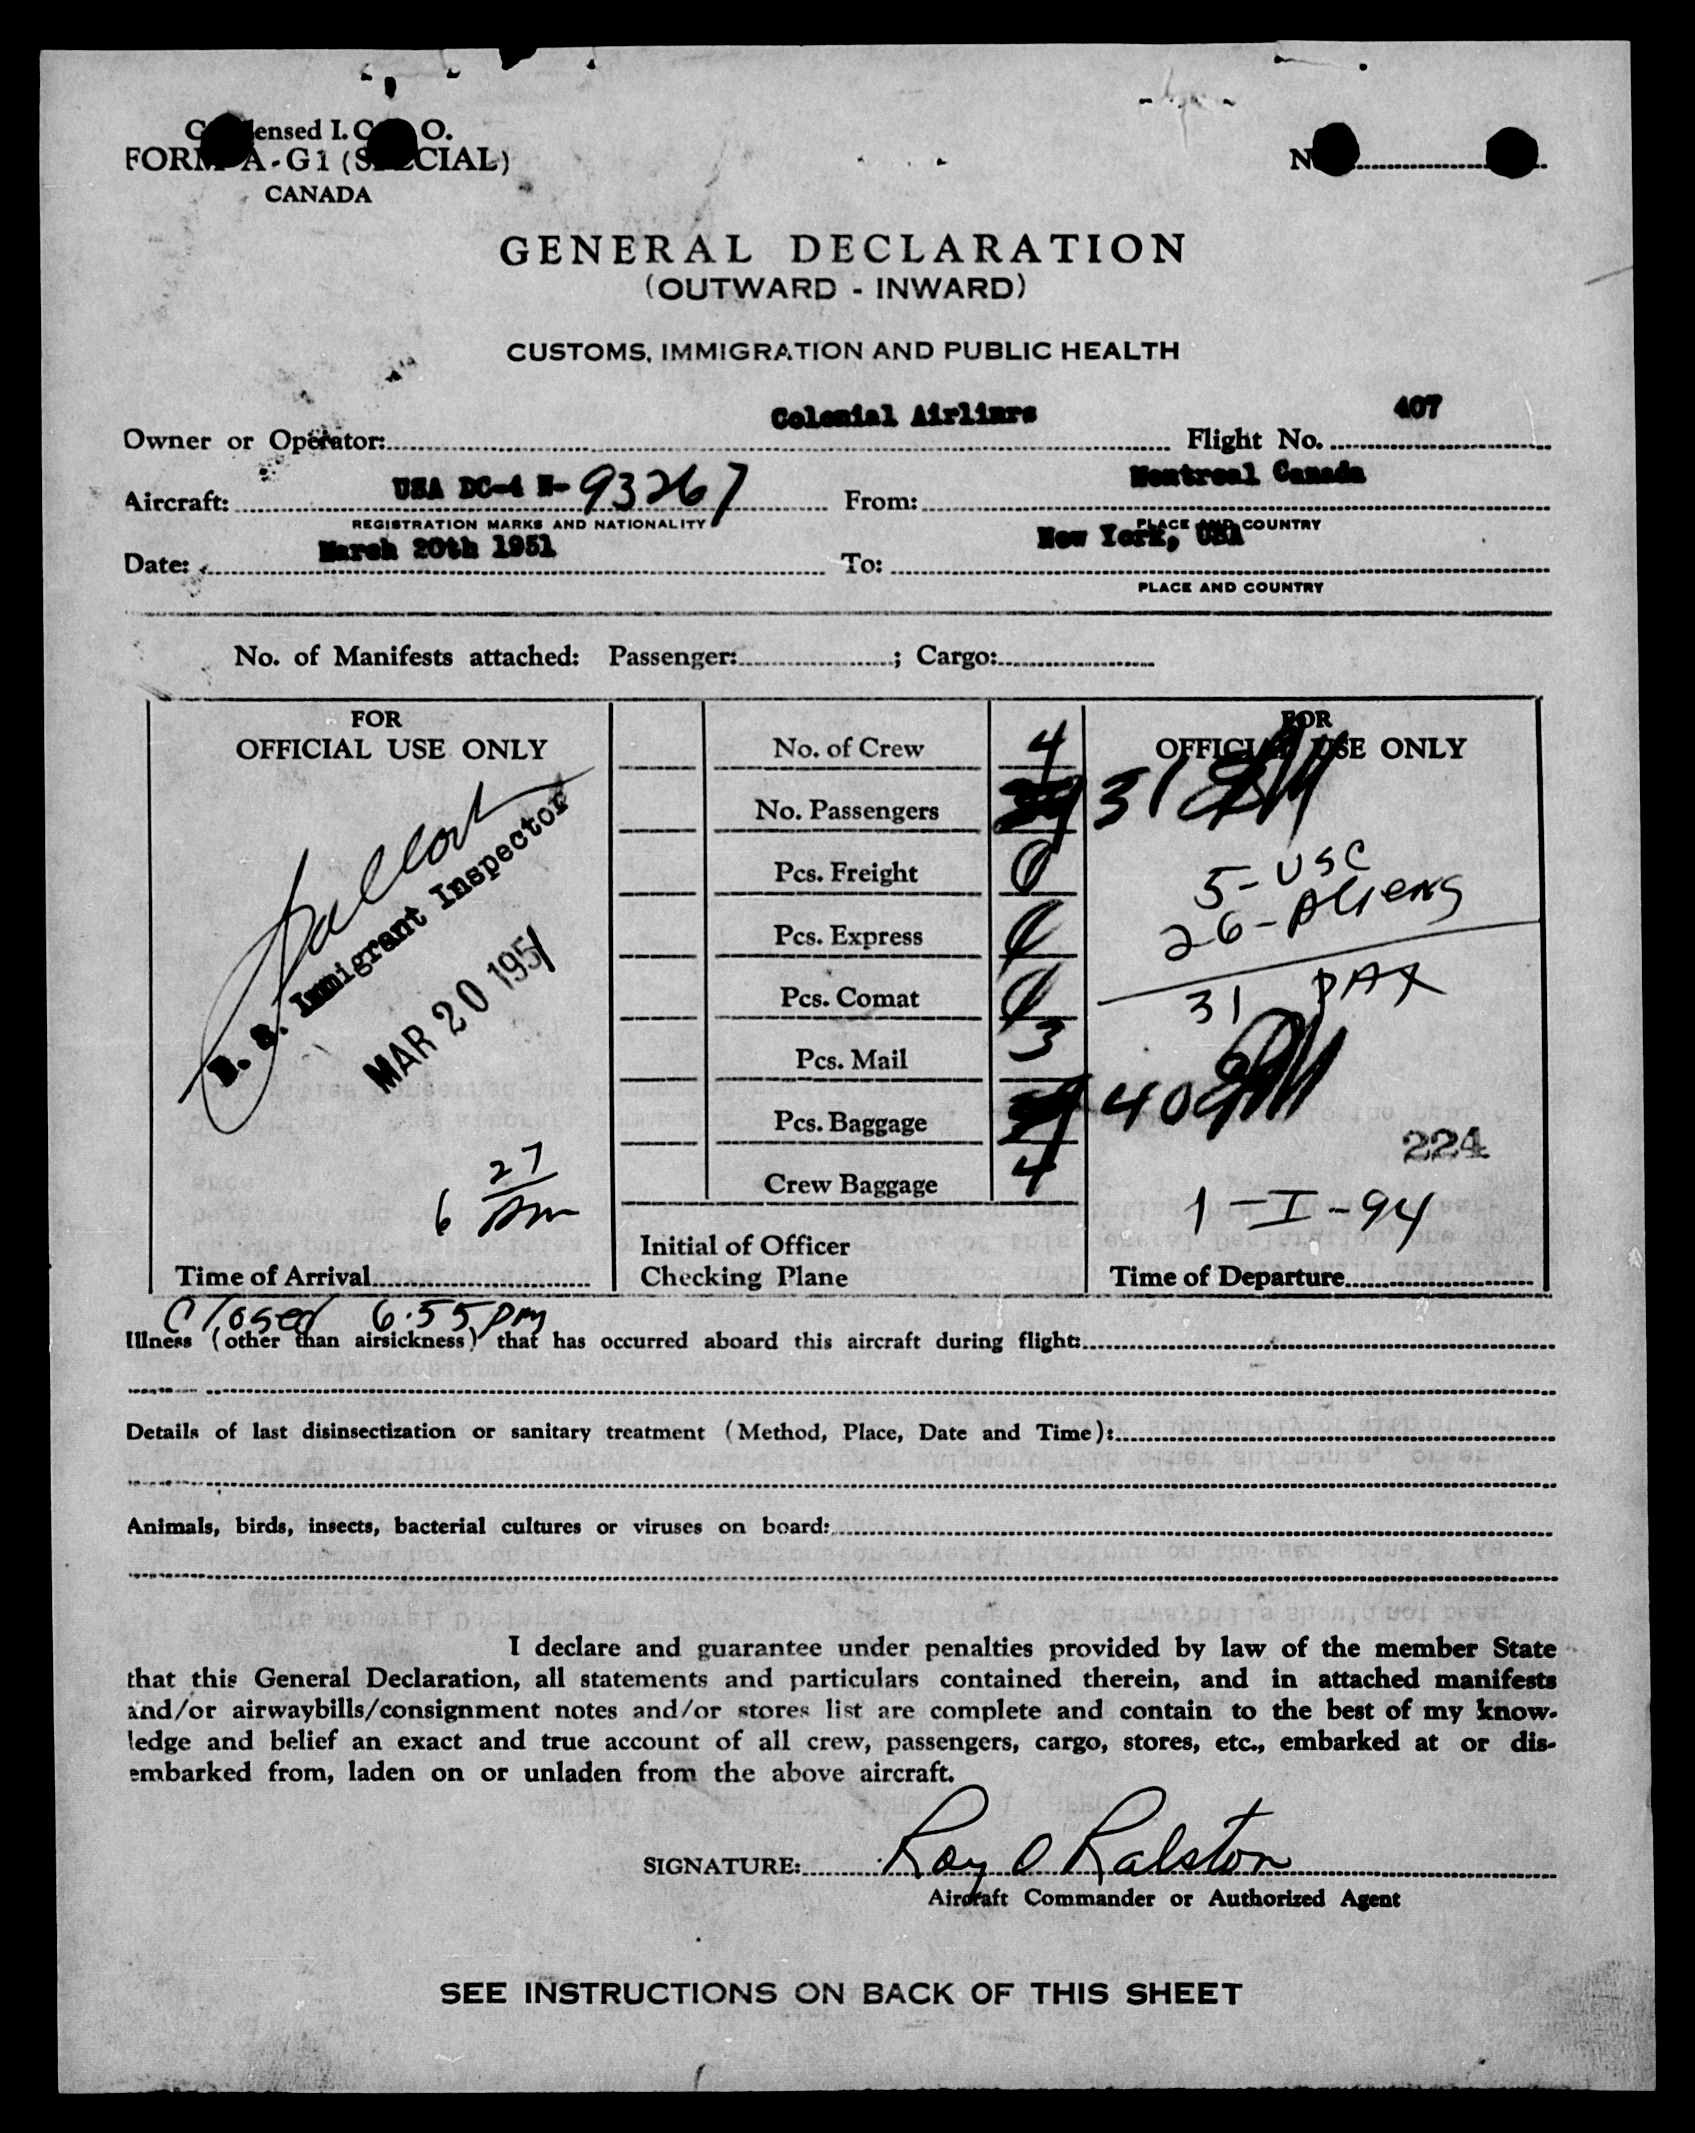 Condensed I.C.A.O.
FORM A-G1 (SPECIAL)
CANADA
GENERAL DECLARATION
(OUTWARD - INWARD)
CUSTOMS, IMMIGRATION AND PUBLIC HEALTH
Owner or Operator: Colonial Airlinrs Flight No. 407
Aircraft: USA DC-4 N-93267 From: Montreal Canada
REGISTRATION MARKS AND NATIONALITY PLACE AND COUNTRY
Date: March 20th 1951 To: New York, USA
PLACE AND COUNTRY
No. of Manifests attached: Passenger: ; Cargo:
FOR
OFFICIAL USE ONLY
U. S. Immigrant Inspector
MAR 20 1951
6 27
Time of Arrival
No. of Crew 4
No. Passengers
Pcs. Freight 0
Pcs. Express 0
Pcs. Comat 0
Pcs. Mail 3
Pcs. Baggage
Crew Baggage 4
Initial of Officer
Checking Plane
FOR
OFFICIAL USE ONLY
31
5-USC
26-Aliens
31 PAX
40
224
1-I-94
Time of Departure
Closed 6.55 pm
Illness (other than airsickness) that has occurred aboard this aircraft during flight:
Details of last disinsectization or sanitary treatment (Method, Place, Date and Time):
Animals, birds, insects, bacterial cultures or viruses on board:
I declare and guarantee under penalties provided by law of the member State
that this General Declaration, all statements and particulars contained therein, and in attached manifests
and/or airwaybills/consignment notes and/or stores list are complete and contain to the best of my know-
ledge and belief an exact and true account of all crew, passengers, cargo, stores, etc., embarked at or dis-
embarked from, laden on or unladen from the above aircraft.
SIGNATURE: Roy O Ralston
Aircraft Commander or Authorized Agent
SEE INSTRUCTIONS ON BACK OF THIS SHEET